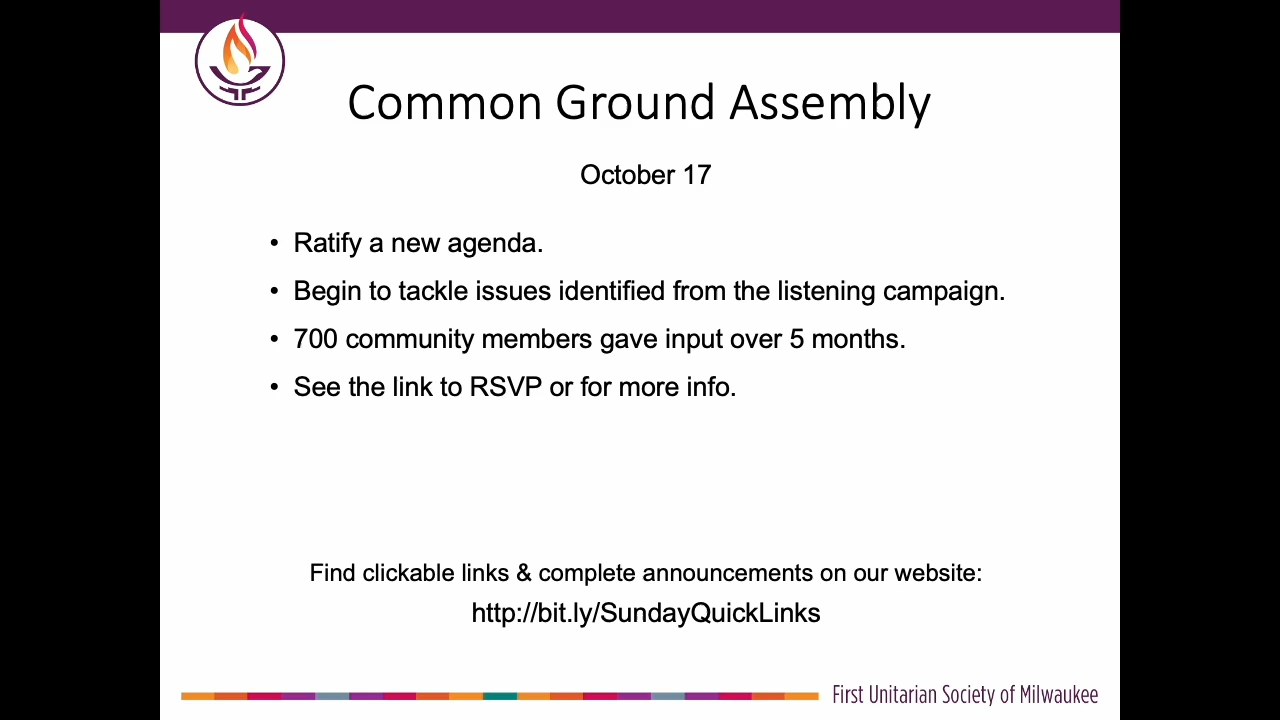 Common Ground Assembly
October 17
• Ratify a new agenda.
• Begin to tackle issues identified from the listening campaign.
• 700 community members gave input over 5 months.
• See the link to RSVP or for more info.
Find clickable links & complete announcements on our website:
http://bit.ly/SundayQuickLinks
First Unitarian Society of Milwaukee